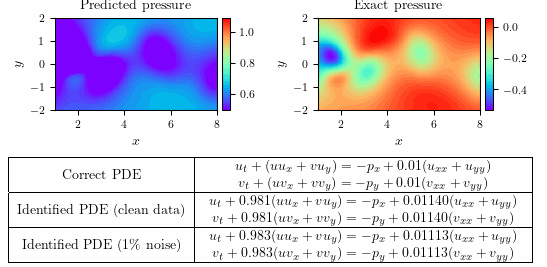 Predicted pressure
Exact pressure
2
1
0
−1
−2
y
2
4
6
8
x
1.0
0.8
0.6
2
1
0
−1
−2
y
2
4
6
8
x
0.0
−0.2
−0.4
Correct PDE
u_t + (uu_x + vu_y) = −p_x + 0.01(u_xx + u_yy)
v_t + (uv_x + vv_y) = −p_y + 0.01(v_xx + v_yy)
Identified PDE (clean data)
u_t + 0.981(uu_x + vu_y) = −p_x + 0.01140(u_xx + u_yy)
v_t + 0.981(uv_x + vv_y) = −p_y + 0.01140(v_xx + v_yy)
Identified PDE (1% noise)
u_t + 0.983(uu_x + vu_y) = −p_x + 0.01113(u_xx + u_yy)
v_t + 0.983(uv_x + vv_y) = −p_y + 0.01113(v_xx + v_yy)